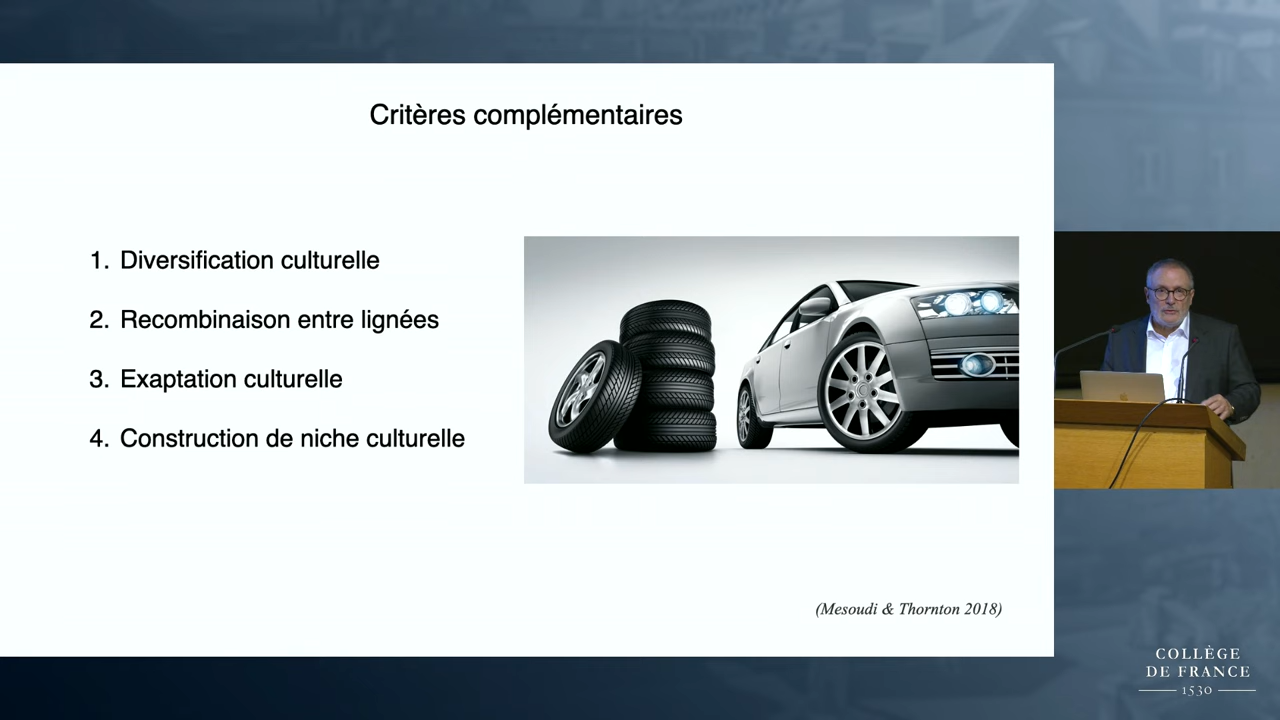 Critères complémentaires
1. Diversification culturelle
2. Recombinaison entre lignées
3. Exaptation culturelle
4. Construction de niche culturelle
(Mesoudi & Thornton 2018)
COLLÈGE
DE FRANCE
1530